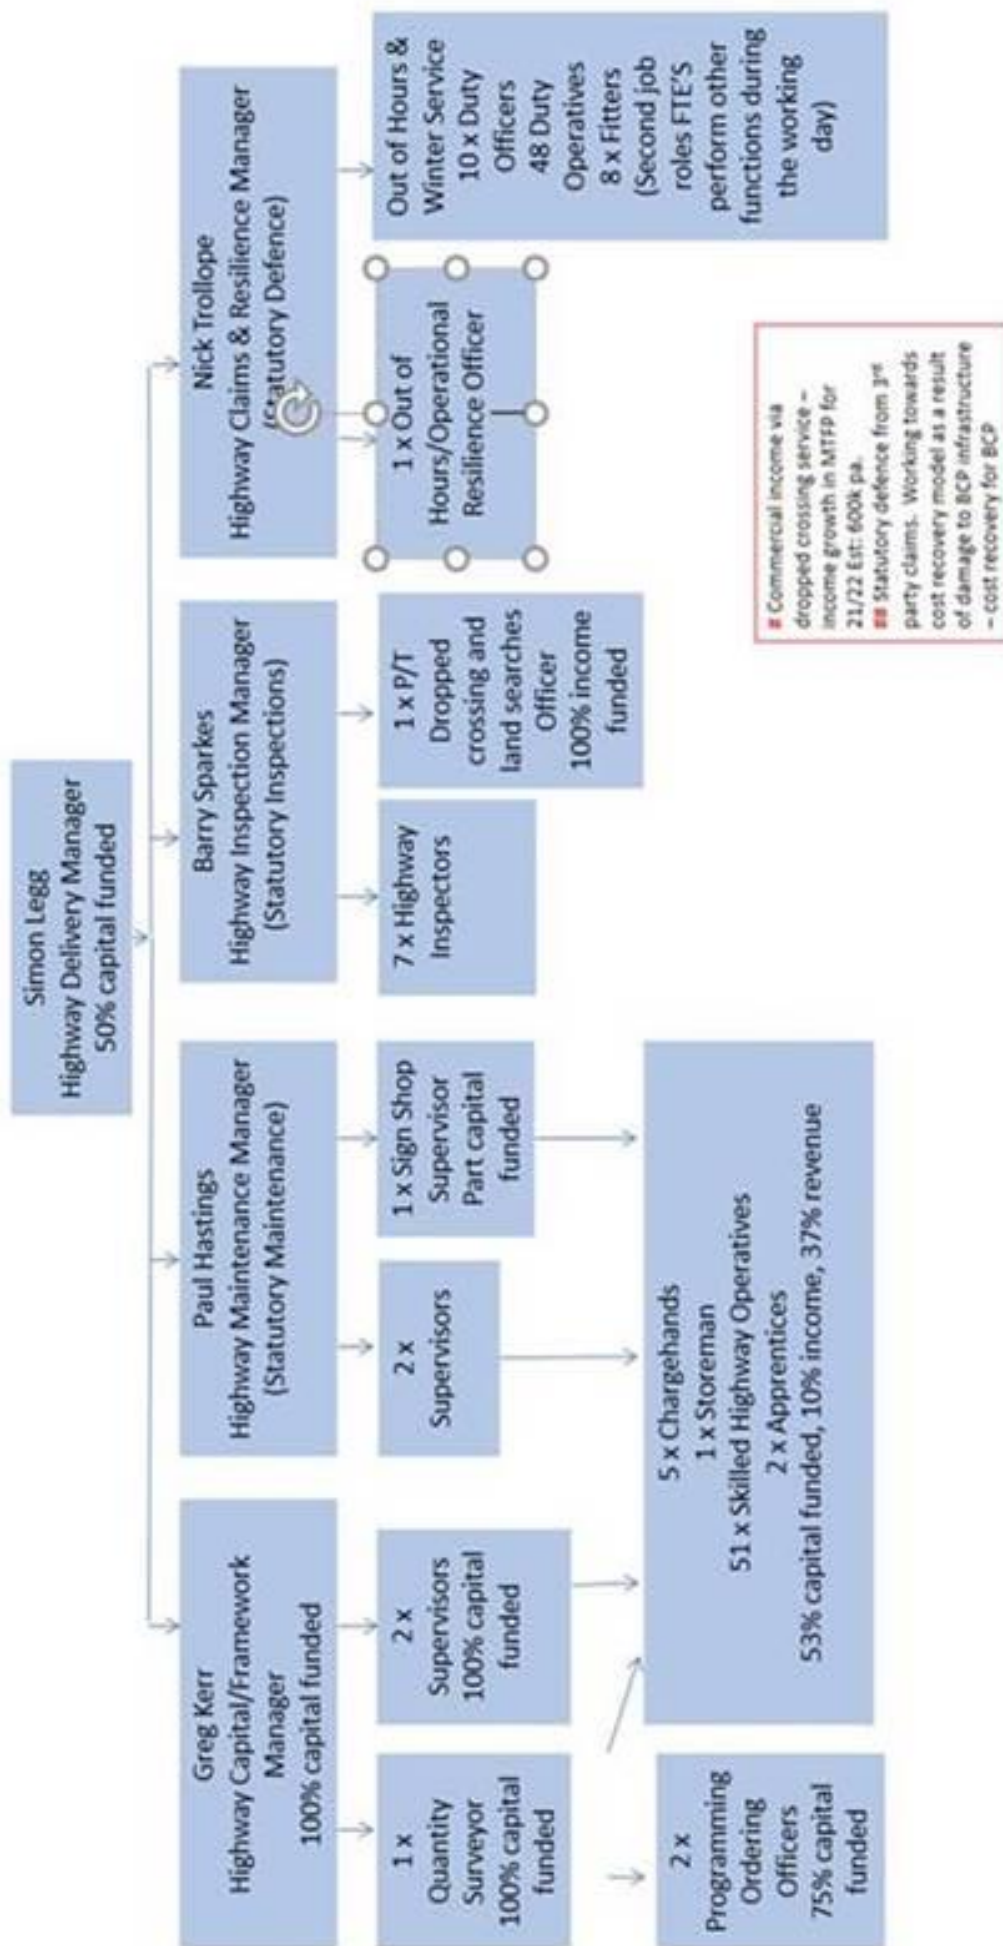 Simon Legg
Highway Delivery Manager
50% capital funded
Greg Kerr
Highway Capital/Framework
Manager
100% capital funded
Paul Hastings
Highway Maintenance Manager
(Statutory Maintenance)
Barry Sparkes
Highway Inspection Manager
(Statutory Inspections)
Nick Trollope
Highway Claims & Resilience Manager
(Statutory Defence)
1 x
Quantity
Surveyor
100% capital
funded
2 x
Supervisors
100% capital
funded
2 x
Supervisors
1 x Sign Shop
Supervisor
Part capital
funded
7 x Highway
Inspectors
1 x P/T
Dropped
crossing and
land searches
Officer
100% income
funded
1 x Out of
Hours/Operational
Resilience Officer
Out of Hours &
Winter Service
10 x Duty
Officers
48 Duty
Operatives
8 x Fitters
(Second job
roles FTE'S
perform other
functions during
the working
day)
2 x
Programming
Ordering
Officers
75% capital
funded
5 x Chargehands
1 x Storeman
51 x Skilled Highway Operatives
2 x Apprentices
53% capital funded, 10% income, 37% revenue
# Commercial income via
dropped crossing service –
income growth in MTFP for
21/22 Est: 600k pa.
## Statutory defence from 3rd
party claims. Working towards
cost recovery model as a result
of damage to BCP infrastructure
– cost recovery for BCP